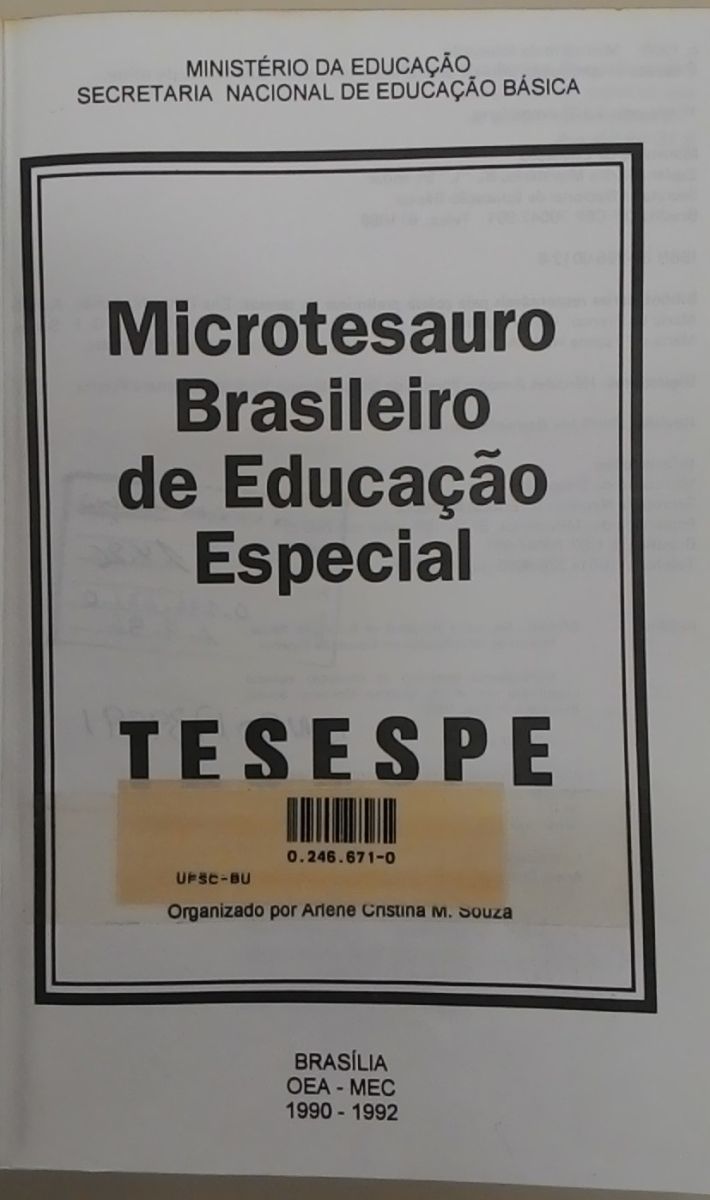 MINISTÉRIO DA EDUCAÇÃO
SECRETARIA NACIONAL DE EDUCAÇÃO BÁSICA
Microtesauro
Brasileiro
de Educação
Especial
TESESPE
0.246.671-0
UFSC-BU
Organizado por Arlene Cristina M. Souza
BRASÍLIA
OEA - MEC
1990 - 1992